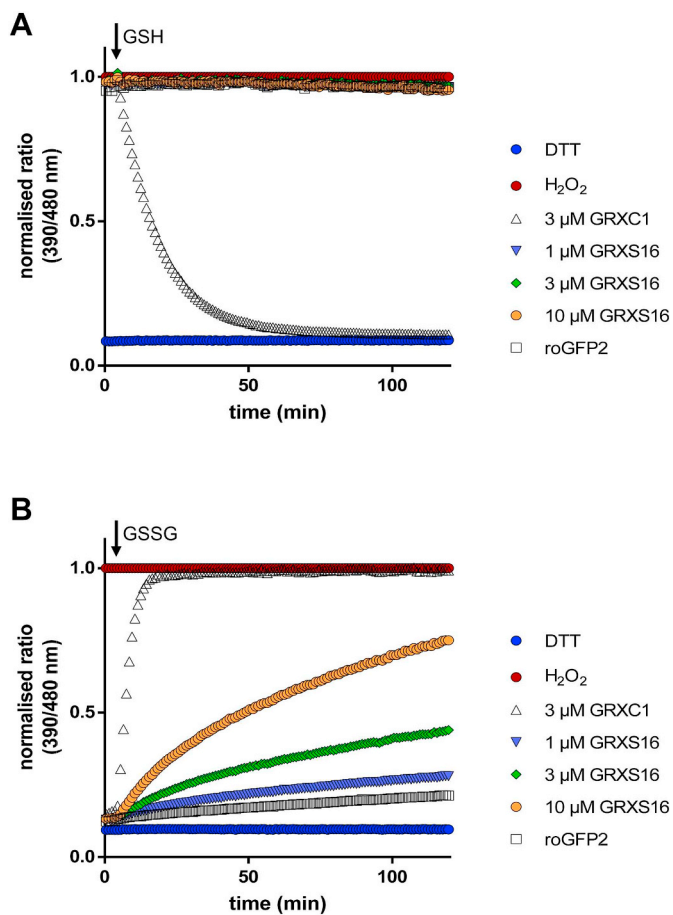 A
GSH
1.0
0.5
0.0
normalised ratio
(390/480 nm)
0
50
100
time (min)
DTT
H₂O₂
3 µM GRXC1
1 µM GRXS16
3 µM GRXS16
10 µM GRXS16
roGFP2
B
GSSG
1.0
0.5
0.0
normalised ratio
(390/480 nm)
0
50
100
time (min)
DTT
H₂O₂
3 µM GRXC1
1 µM GRXS16
3 µM GRXS16
10 µM GRXS16
roGFP2